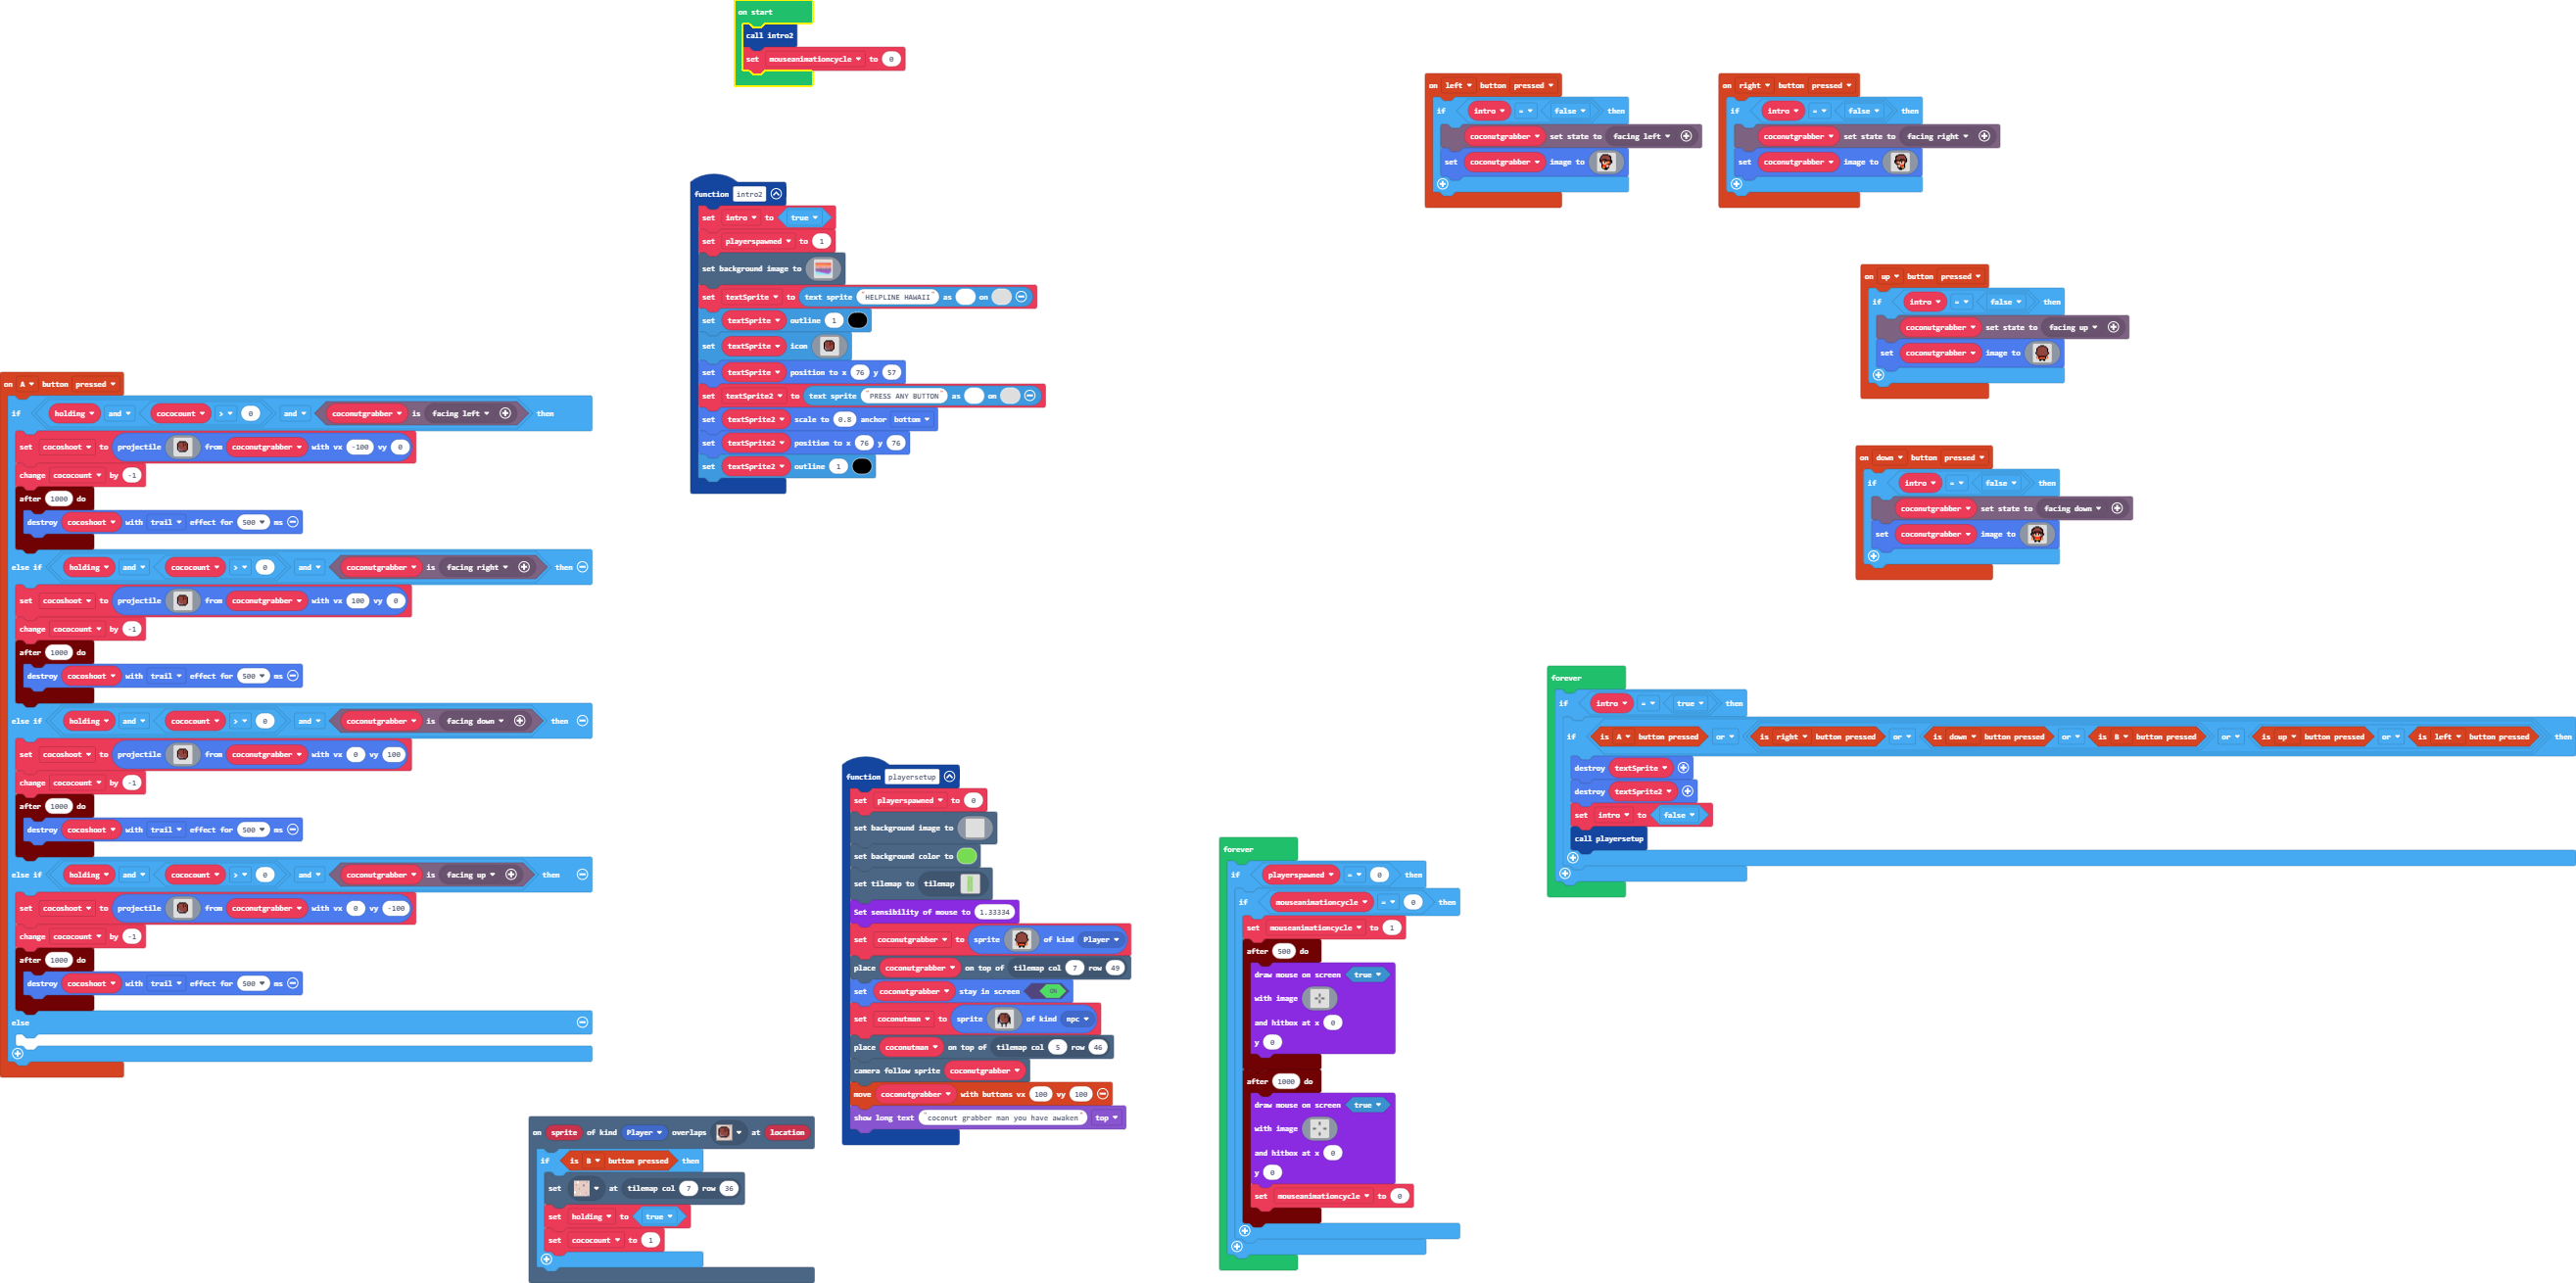 on start
call intro2
set mouseanimationcycle to 0
function intro2
set intro to true
set playerspawned to 1
set background image to
set textSprite to text sprite "HELPLINE HAWAII" as on
set textSprite outline 1
set textSprite icon
set textSprite position to x 76 y 57
set textSprite2 to text sprite "PRESS ANY BUTTON" as on
set textSprite2 scale to 0.8 anchor bottom
set textSprite2 position to x 76 y 76
set textSprite2 outline 1
on left button pressed
if intro = false then
coconutgrabber set state to facing left
set coconutgrabber image to
on right button pressed
if intro = false then
coconutgrabber set state to facing right
set coconutgrabber image to
on up button pressed
if intro = false then
coconutgrabber set state to facing up
set coconutgrabber image to
on down button pressed
if intro = false then
coconutgrabber set state to facing down
set coconutgrabber image to
on A button pressed
if holding and cococount > 0 and coconutgrabber is facing left then
set cocoshoot to projectile from coconutgrabber with vx -100 vy 0
change cococount by -1
after 1000 do
destroy cocoshoot with trail effect for 500 ms
else if holding and cococount > 0 and coconutgrabber is facing right then
set cocoshoot to projectile from coconutgrabber with vx 100 vy 0
change cococount by -1
after 1000 do
destroy cocoshoot with trail effect for 500 ms
else if holding and cococount > 0 and coconutgrabber is facing down then
set cocoshoot to projectile from coconutgrabber with vx 0 vy 100
change cococount by -1
after 1000 do
destroy cocoshoot with trail effect for 500 ms
else if holding and cococount > 0 and coconutgrabber is facing up then
set cocoshoot to projectile from coconutgrabber with vx 0 vy -100
change cococount by -1
after 1000 do
destroy cocoshoot with trail effect for 500 ms
else
on sprite of kind Player overlaps at location
if is B button pressed then
set at tilemap col 7 row 36
set holding to true
set cococount to 1
function playersetup
set playerspawned to 0
set background image to
set background color to
set tilemap to tilemap
Set sensibility of mouse to 1.33334
set coconutgrabber to sprite of kind Player
place coconutgrabber on top of tilemap col 7 row 49
set coconutgrabber stay in screen ON
set coconutman to sprite of kind npc
place coconutman on top of tilemap col 5 row 46
camera follow sprite coconutgrabber
move coconutgrabber with buttons vx 100 vy 100
show long text "coconut grabber man you have awaken" top
forever
if playerspawned = 0 then
if mouseanimationcycle = 0 then
set mouseanimationcycle to 1
after 500 do
draw mouse on screen true
with image
and hitbox at x 0
y 0
after 1000 do
draw mouse on screen true
with image
and hitbox at x 0
y 0
set mouseanimationcycle to 0
forever
if intro = true then
if is A button pressed or is right button pressed or is down button pressed or is B button pressed or is up button pressed or is left button pressed then
destroy textSprite
destroy textSprite2
set intro to false
call playersetup